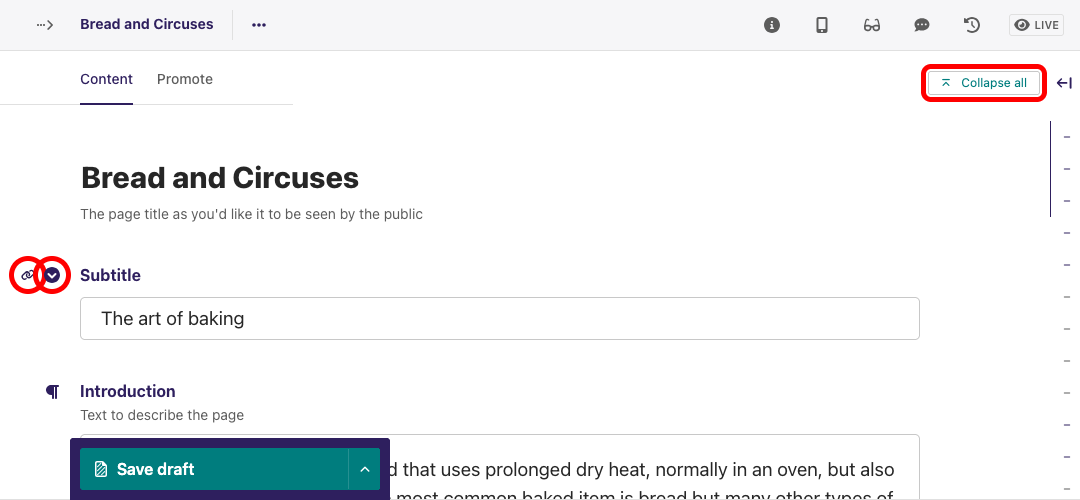 Bread and Circuses
LIVE
Content
Promote
Collapse all
Bread and Circuses
The page title as you'd like it to be seen by the public
Subtitle
The art of baking
Introduction
Text to describe the page
Save draft
d that uses prolonged dry heat, normally in an oven, but also
most common baked item is bread but many other types of